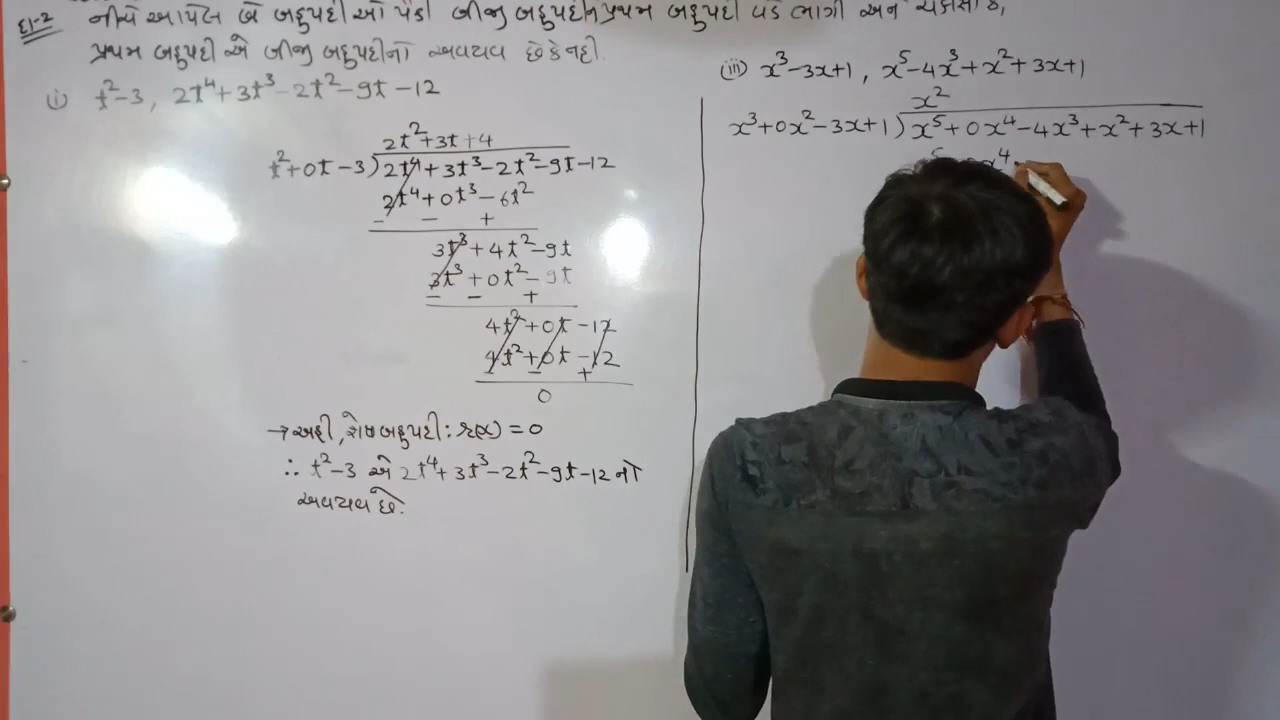 દા-2 નીચે આપેલ બે બહુપદીઓ પૈકી બીજી બહુપદીને પ્રથમ બહુપદી વડે ભાગી અને ચકાસો કે,
પ્રથમ બહુપદી એ બીજી બહુપદીનો અવયવ છે કે નહી.
(i) t²-3, 2t⁴+3t³-2t²-9t-12
2t²+3t+4
t²+0t-3)2t⁴+3t³-2t²-9t-12
2t⁴+0t³-6t²
- - +
3t³+4t²-9t
3t³+0t²-9t
- - +
4t²+0t-12
4t²+0t-12
- - +
0
→ અહી, શેષ બહુપદી: r(x) = 0
∴ t²-3 એ 2t⁴+3t³-2t²-9t-12 નો
અવયવ છે.
(iii) x³-3x+1, x⁵-4x³+x²+3x+1
x²
x³+0x²-3x+1)x⁵+0x⁴-4x³+x²+3x+1